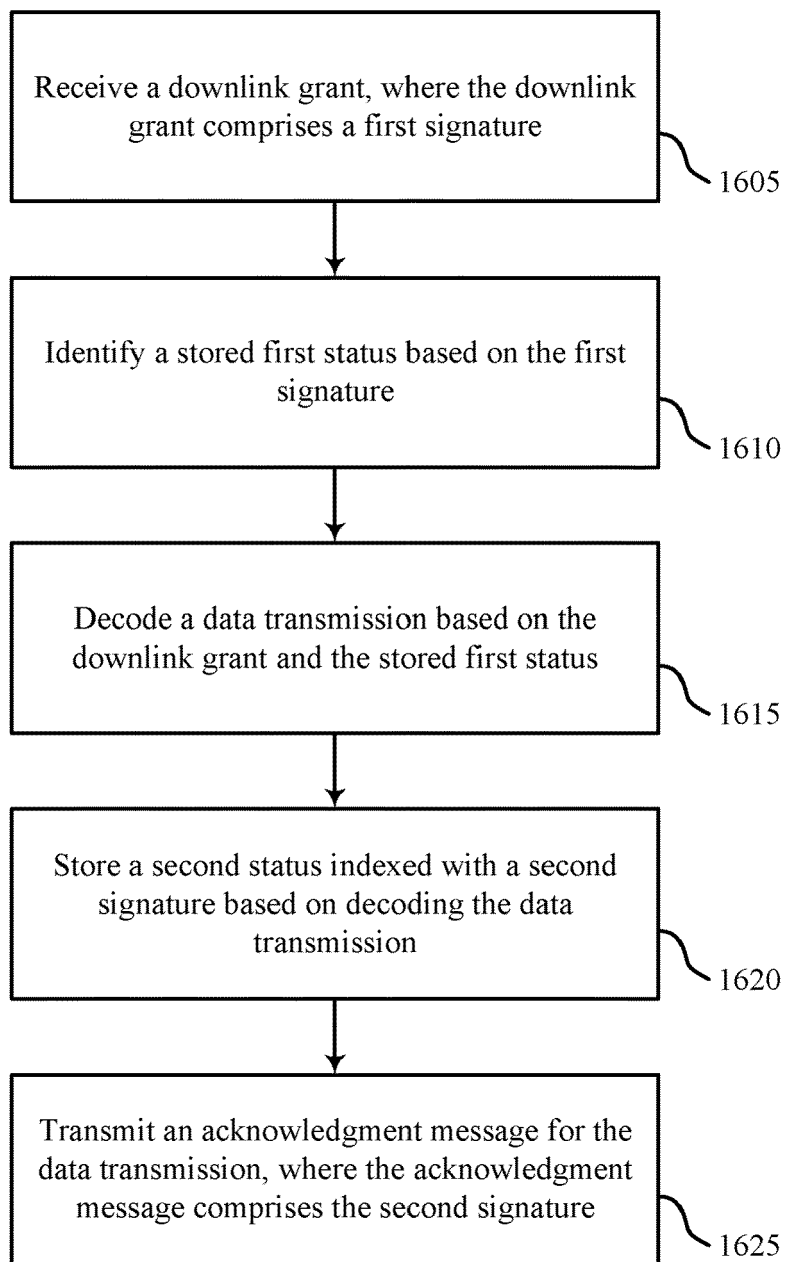 Receive a downlink grant, where the downlink
grant comprises a first signature
1605
Identify a stored first status based on the first
signature
1610
Decode a data transmission based on the
downlink grant and the stored first status
1615
Store a second status indexed with a second
signature based on decoding the data
transmission
1620
Transmit an acknowledgment message for the
data transmission, where the acknowledgment
message comprises the second signature
1625